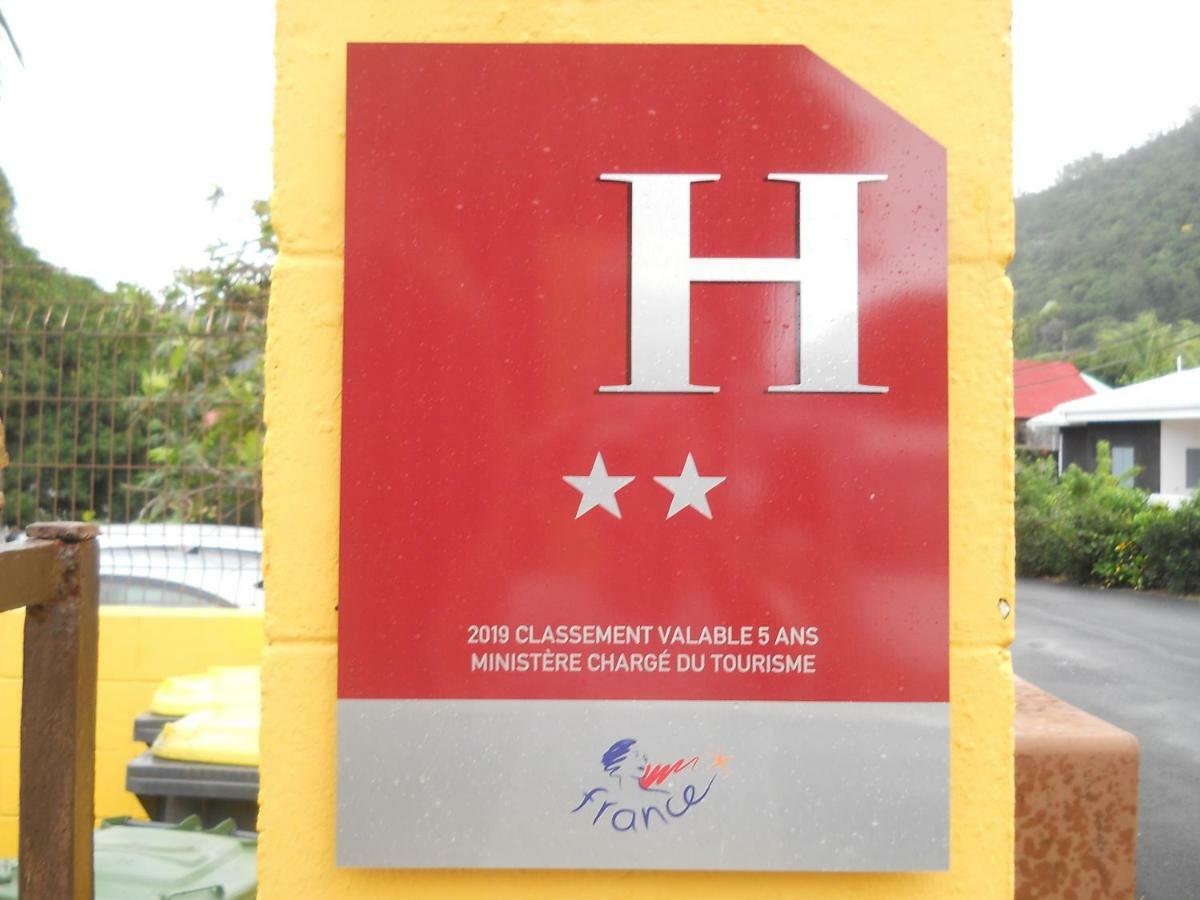 H
2019 CLASSEMENT VALABLE 5 ANS
MINISTÈRE CHARGÉ DU TOURISME
france